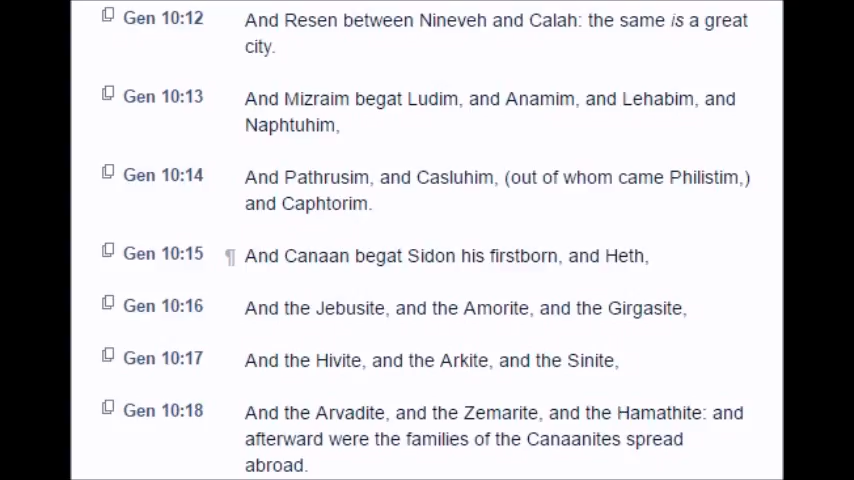 Gen 10:12 And Resen between Nineveh and Calah: the same is a great
city.
Gen 10:13 And Mizraim begat Ludim, and Anamim, and Lehabim, and
Naphtuhim,
Gen 10:14 And Pathrusim, and Casluhim, (out of whom came Philistim,)
and Caphtorim.
Gen 10:15 ¶ And Canaan begat Sidon his firstborn, and Heth,
Gen 10:16 And the Jebusite, and the Amorite, and the Girgasite,
Gen 10:17 And the Hivite, and the Arkite, and the Sinite,
Gen 10:18 And the Arvadite, and the Zemarite, and the Hamathite: and
afterward were the families of the Canaanites spread
abroad.